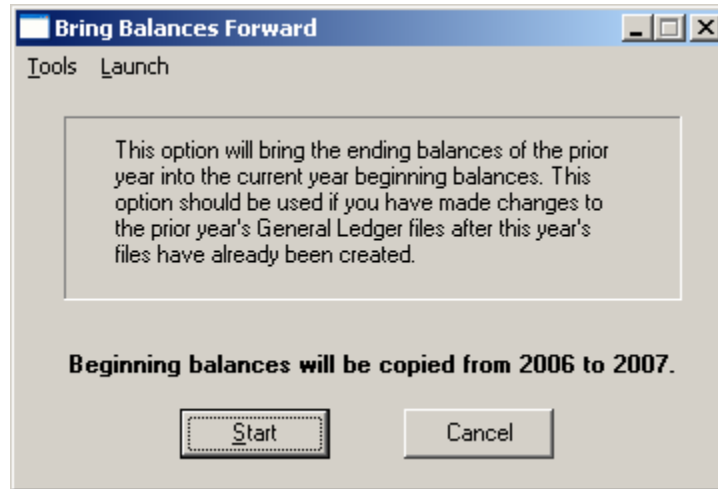 Bring Balances Forward
Tools Launch
This option will bring the ending balances of the prior
year into the current year beginning balances. This
option should be used if you have made changes to
the prior year's General Ledger files after this year's
files have already been created.
Beginning balances will be copied from 2006 to 2007.
Start Cancel